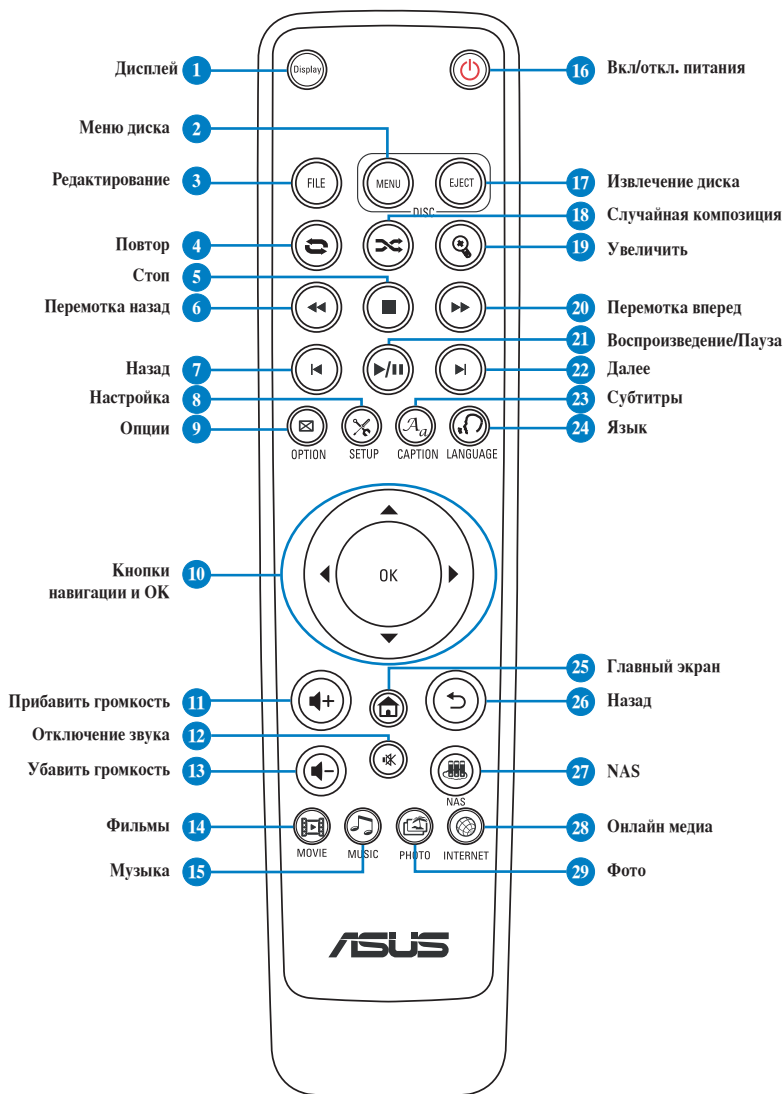 Дисплей 1
Display
16 Вкл/откл. питания
Меню диска 2
Редактирование 3
FILE
MENU
EJECT
DISC
17 Извлечение диска
18 Случайная композиция
Повтор 4
19 Увеличить
Стоп 5
Перемотка назад 6
20 Перемотка вперед
21 Воспроизведение/Пауза
Назад 7
22 Далее
Настройка 8
23 Субтитры
Опции 9
Aa
24 Язык
OPTION
SETUP
CAPTION
LANGUAGE
Кнопки
навигации и ОК
10
OK
25 Главный экран
Прибавить громкость 11
26 Назад
Отключение звука 12
Убавить громкость 13
27 NAS
NAS
Фильмы 14
28 Онлайн медиа
MOVIE
MUSIC
PHOTO
INTERNET
Музыка 15
29 Фото
ASUS